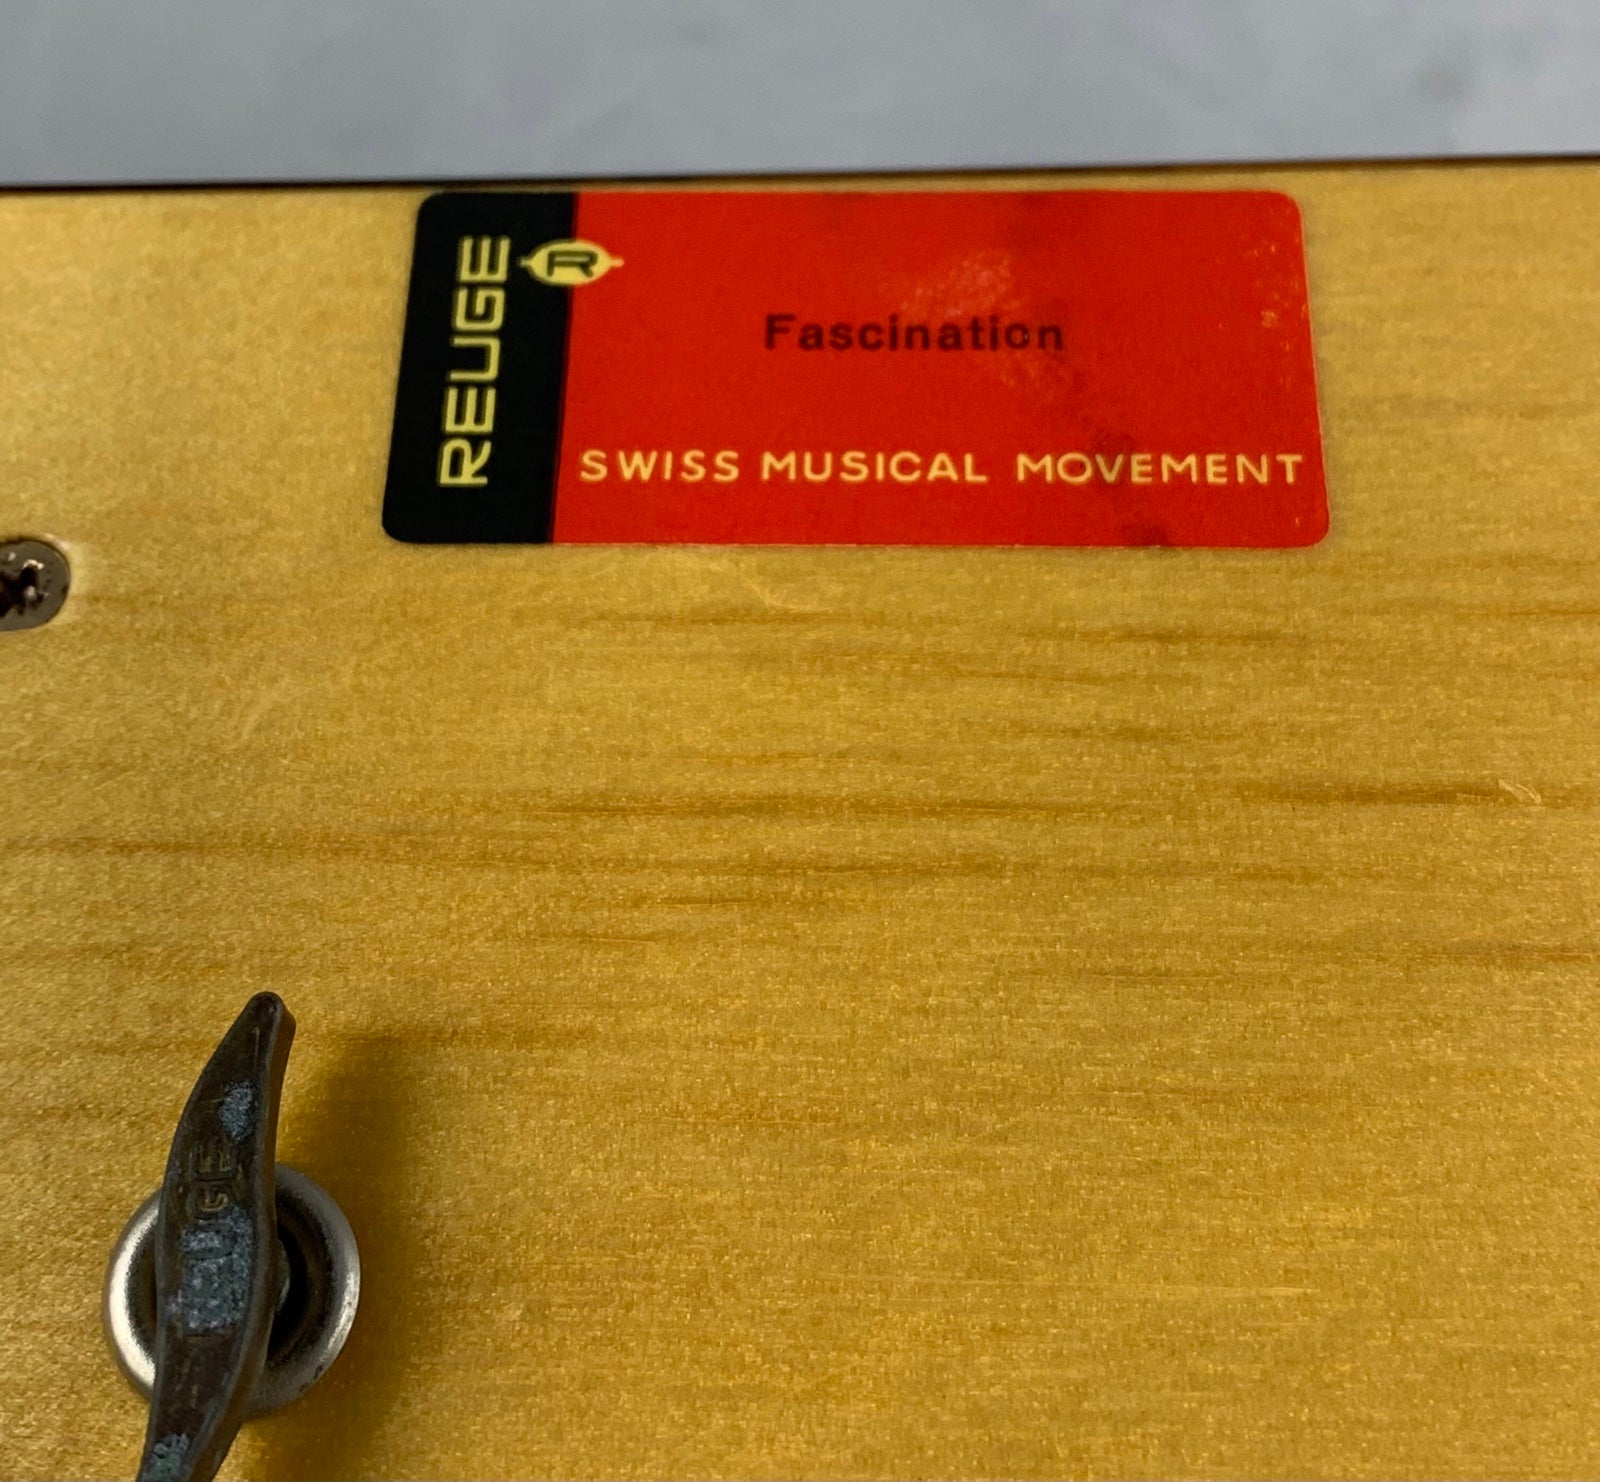 REUGE
R
Fascination
SWISS MUSICAL MOVEMENT